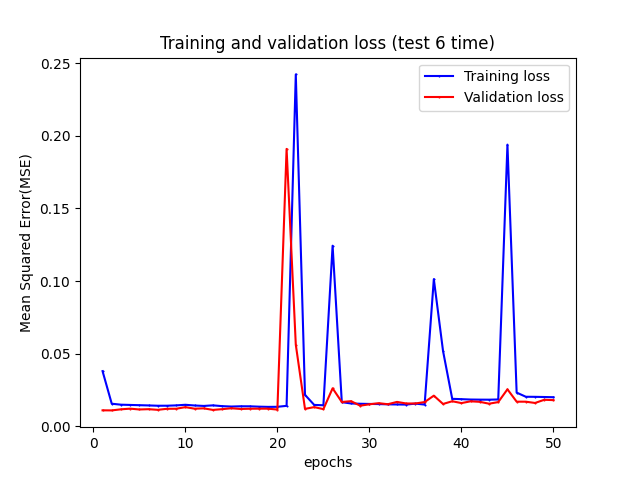 Training and validation loss (test 6 time)
Training loss
Validation loss
Mean Squared Error(MSE)
0.25
0.20
0.15
0.10
0.05
0.00
0 10 20 30 40 50
epochs